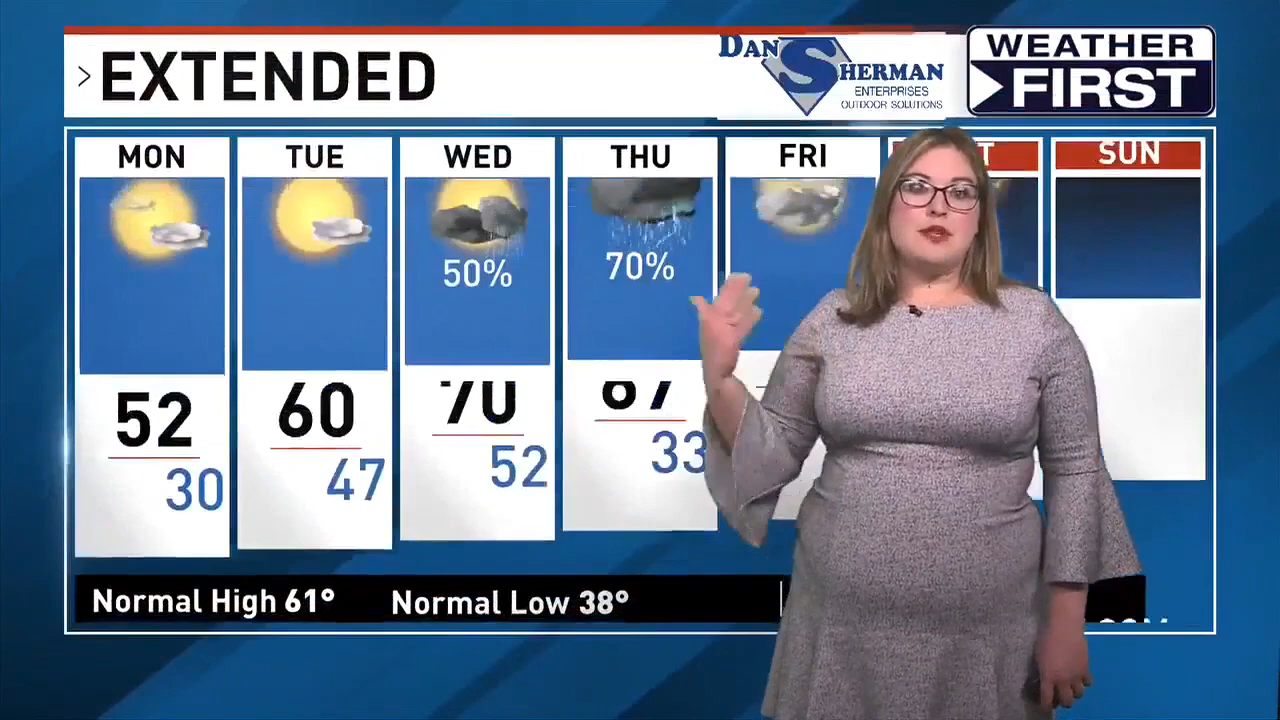 > EXTENDED
DAN SHERMAN
ENTERPRISES
OUTDOOR SOLUTIONS
WEATHER
FIRST
MON TUE WED THU FRI SUN
50% 70%
52 60 70
30 47 52 33
Normal High 61° Normal Low 38°